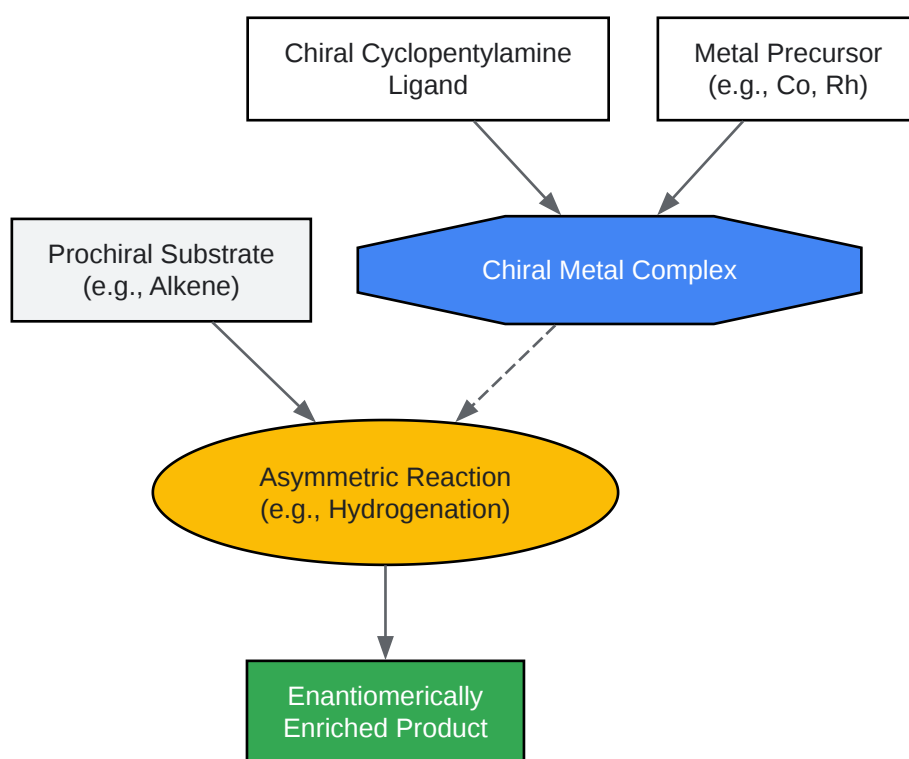 Chiral Cyclopentylamine
Ligand
Metal Precursor
(e.g., Co, Rh)
Prochiral Substrate
(e.g., Alkene)
Chiral Metal Complex
Asymmetric Reaction
(e.g., Hydrogenation)
Enantiomerically
Enriched Product